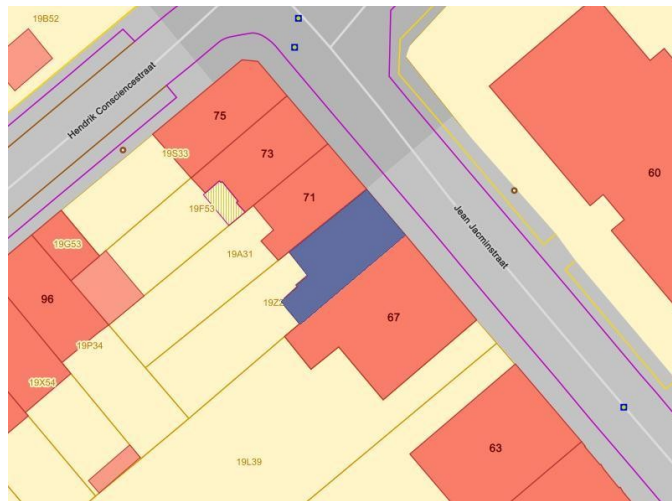 19B52
Hendrik Consciencestraat
75
19S33
73
60
19F53
71
Jean Jacminstraat
19G53
19A31
96
19Z2
67
19P34
19X54
63
19L39